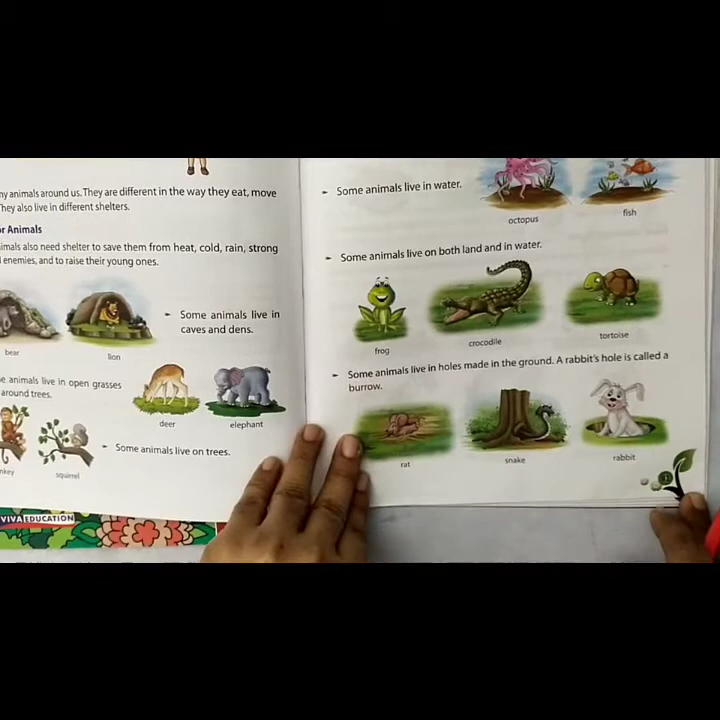 ny animals around us. They are different in the way they eat, move
They also live in different shelters.
or Animals
imals also need shelter to save them from heat, cold, rain, strong
enemies, and to raise their young ones.
Some animals live in
caves and dens.
bear
lion
e animals live in open grasses
around trees.
deer
elephant
nkey
squirrel
Some animals live on trees.
VIVA EDUCATION
Some animals live in water.
octopus
fish
Some animals live on both land and in water.
frog
crocodile
tortoise
Some animals live in holes made in the ground. A rabbit's hole is called a
burrow.
rat
snake
rabbit